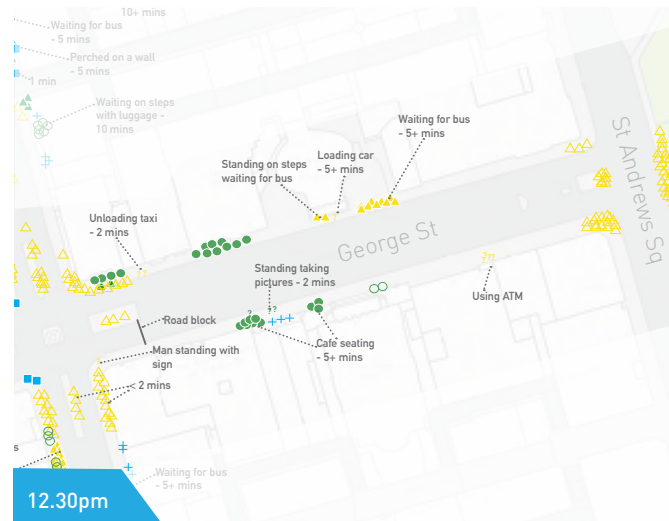 10+ mins
Waiting for bus
- 5 mins
Perched on a wall
- 5 mins
1 min
Waiting on steps
with luggage -
10 mins
Waiting for bus
- 5+ mins
Loading car
- 5+ mins
Standing on steps
waiting for bus
St Andrews Sq
Unloading taxi
- 2 mins
? ?
George St
???
??
Standing taking
pictures - 2 mins
Using ATM
?
??
Road block
Cafe seating
- 5+ mins
Man standing with
sign
< 2 mins
s
Waiting for bus
- 5+ mins
12.30pm